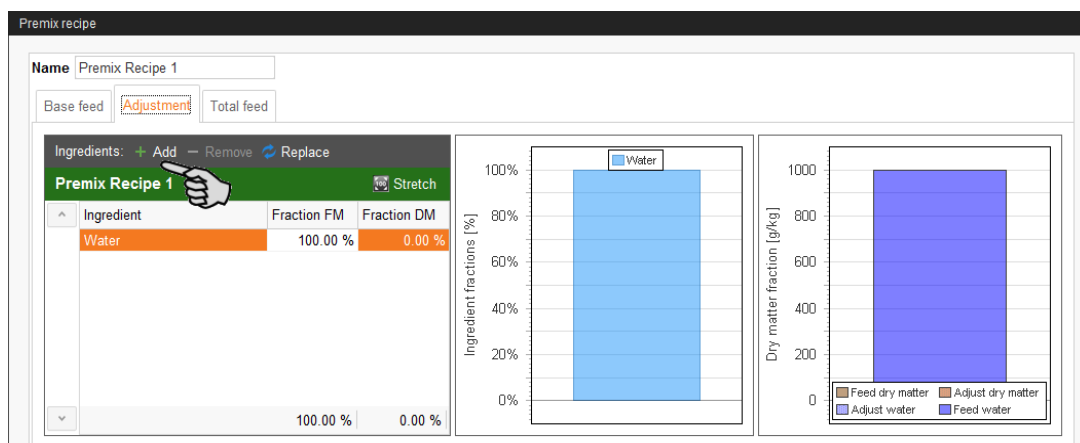 Premix recipe
Name Premix Recipe 1
Base feed Adjustment Total feed
Ingredients: + Add − Remove Replace
Premix Recipe 1 100 Stretch
Ingredient Fraction FM Fraction DM
Water 100.00 % 0.00 %
100.00 % 0.00 %
Water
Ingredient fractions [%]
100%
80%
60%
40%
20%
0%
Dry matter fraction [g/kg]
1000
800
600
400
200
0
Feed dry matter Adjust dry matter
Adjust water Feed water